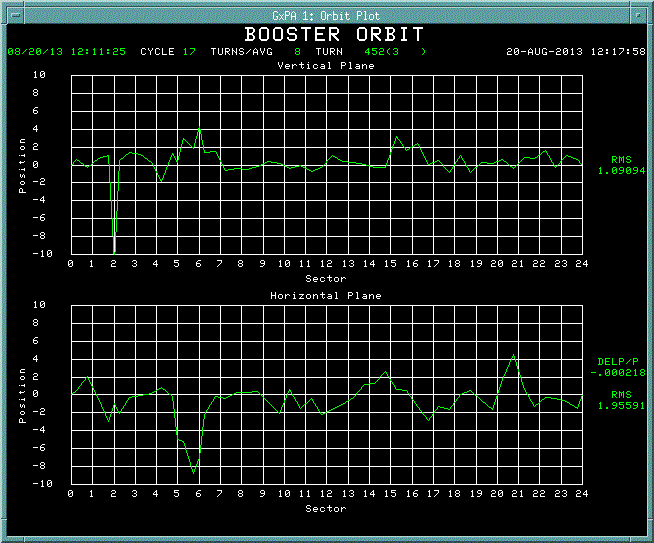 GxPA 1: Orbit Plot
BOOSTER ORBIT
08/20/13 12:11:25 CYCLE 17 TURNS/AVG 8 TURN 452(3 ) 20-AUG-2013 12:17:58
Vertical Plane
10
8
6
4
2
0
-2
-4
-6
-8
-10
Position
RMS
1.09094
0 1 2 3 4 5 6 7 8 9 10 11 12 13 14 15 16 17 18 19 20 21 22 23 24
Sector
Horizontal Plane
10
8
6
4
2
0
-2
-4
-6
-8
-10
Position
DELP/P
-.000218
RMS
1.95591
0 1 2 3 4 5 6 7 8 9 10 11 12 13 14 15 16 17 18 19 20 21 22 23 24
Sector